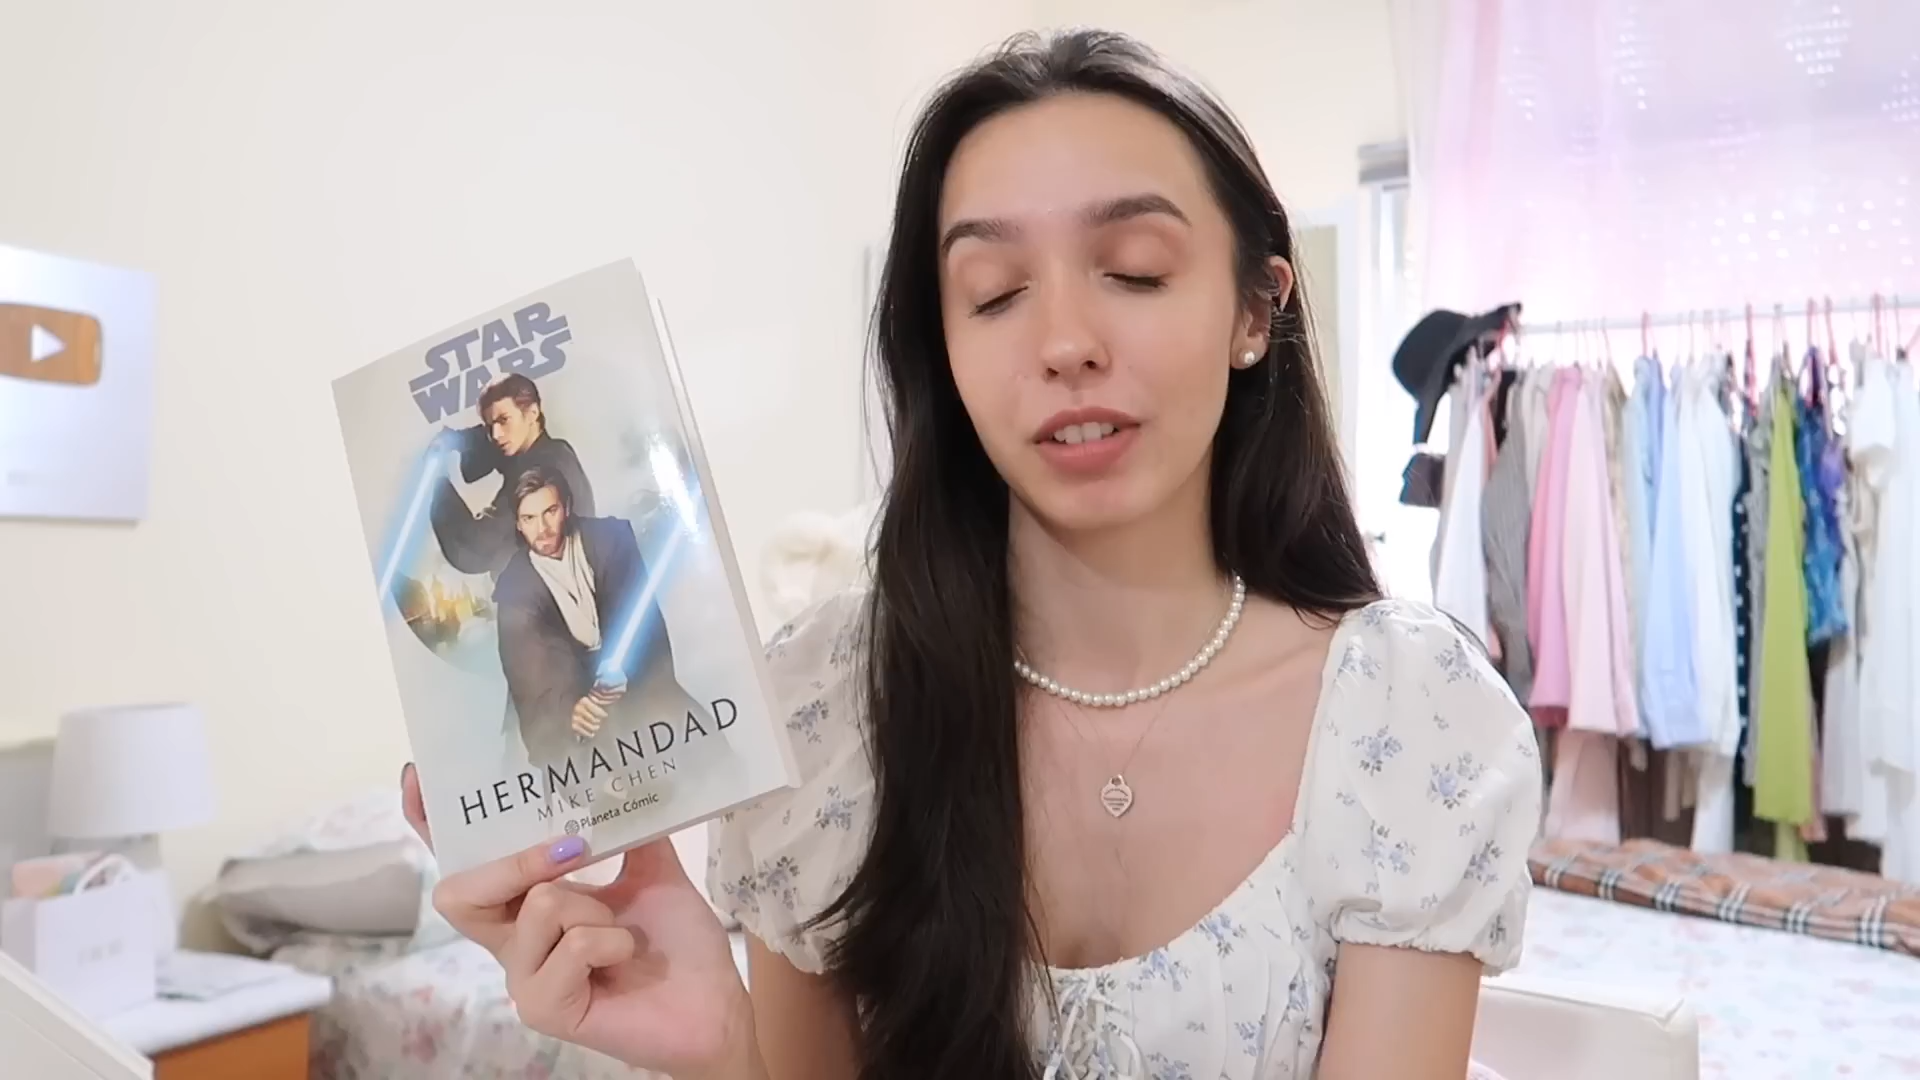 STAR
WARS
HERMANDAD
MIKE CHEN
Planeta Cómic